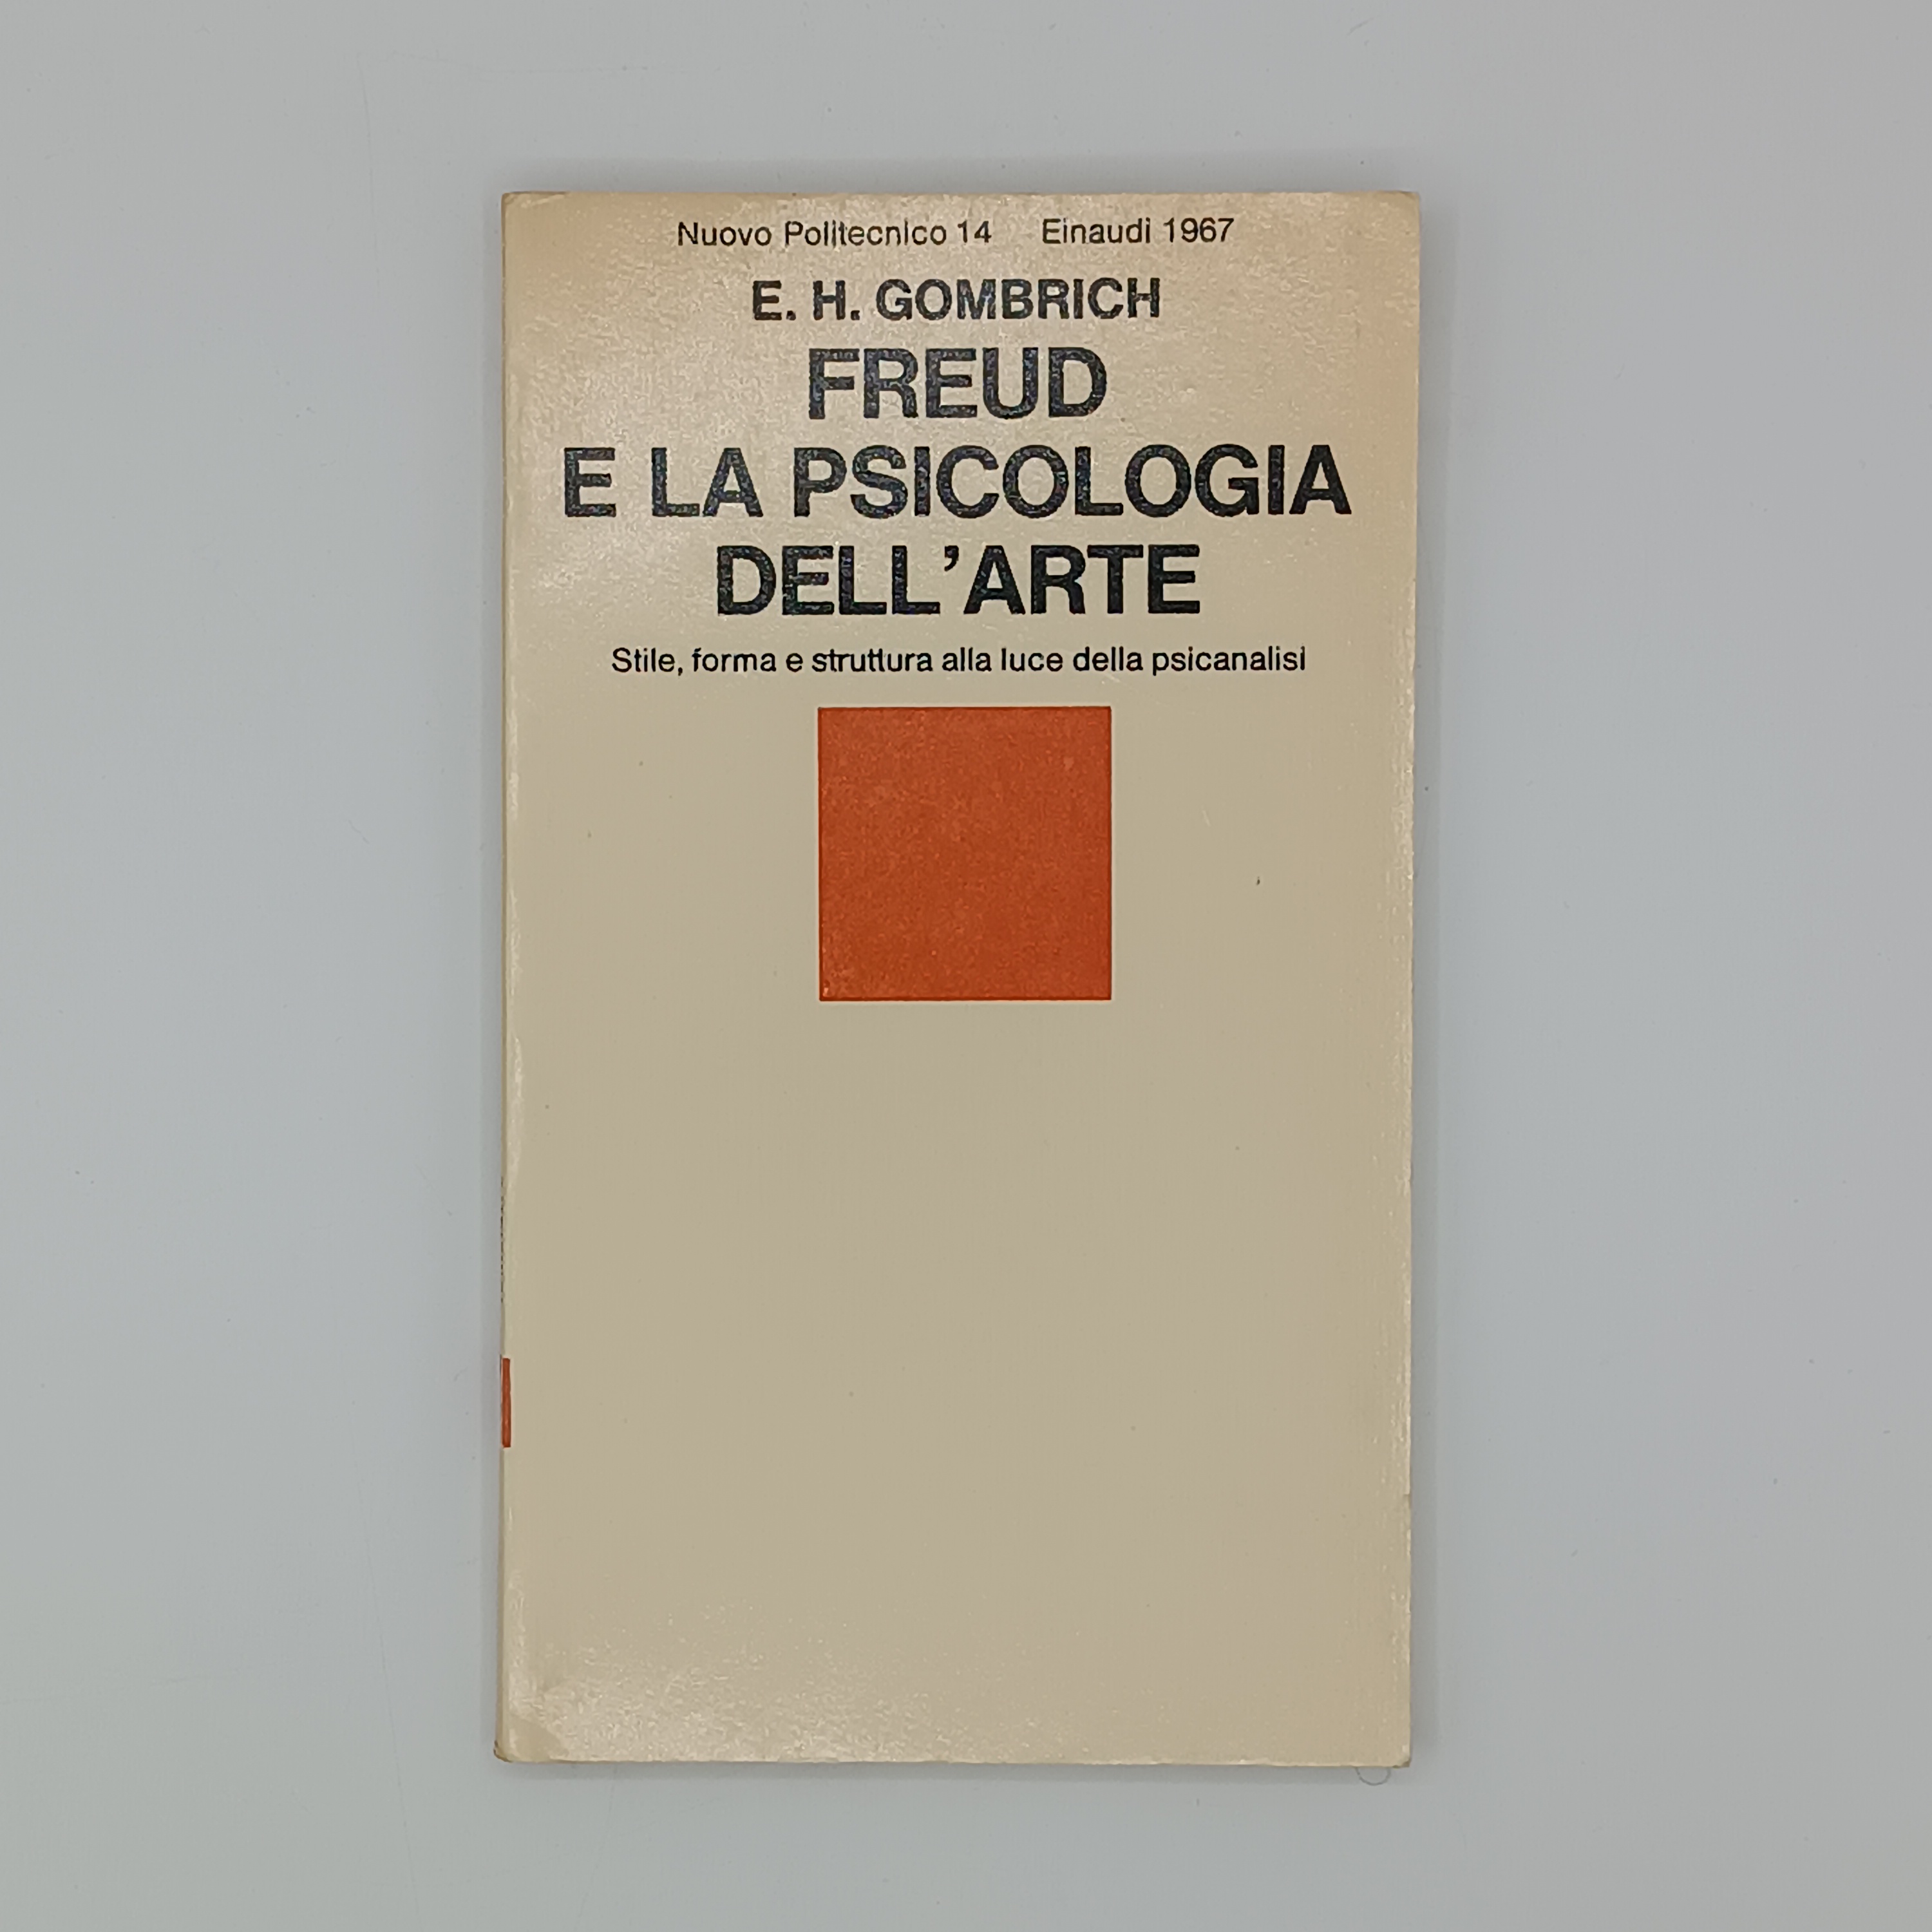 Nuovo Politecnico 14 Einaudi 1967
E. H. GOMBRICH
FREUD
E LA PSICOLOGIA
DELL'ARTE
Stile, forma e struttura alla luce della psicanalisi